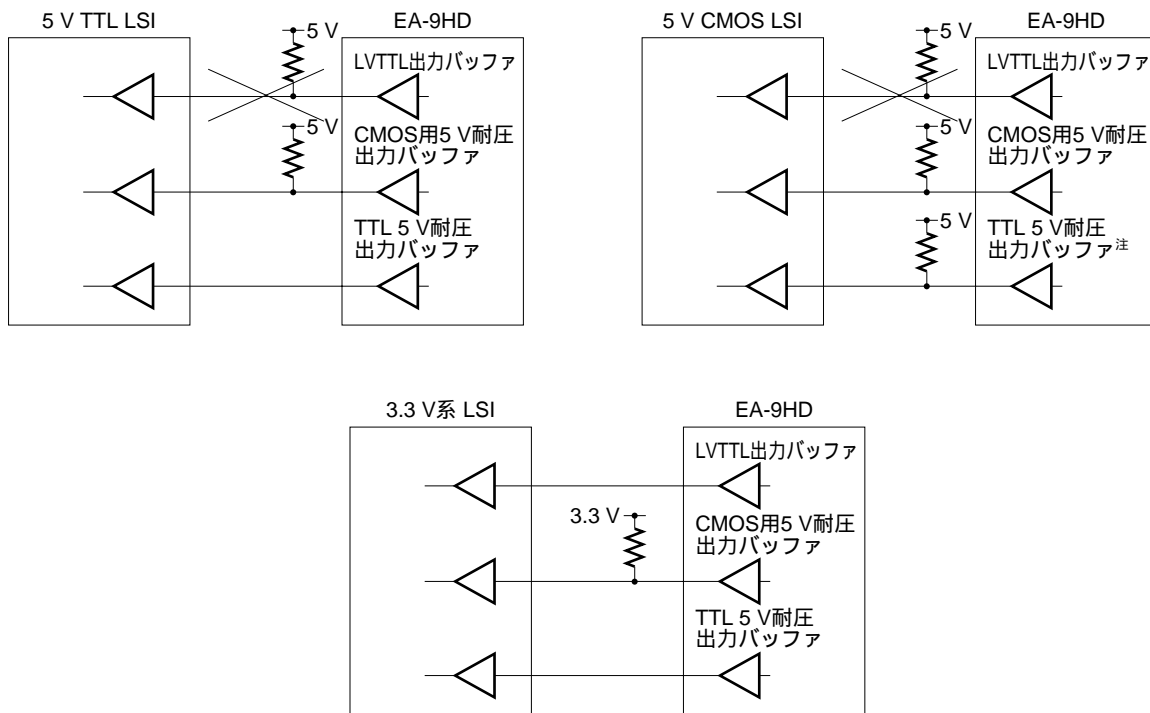 5 V TTL LSI
EA-9HD
5 V
LVTTL出力バッファ
5 V
CMOS用5 V耐圧
出力バッファ
TTL 5 V耐圧
出力バッファ
5 V CMOS LSI
EA-9HD
5 V
LVTTL出力バッファ
5 V
CMOS用5 V耐圧
出力バッファ
5 V
TTL 5 V耐圧
出力バッファ注
3.3 V系 LSI
EA-9HD
LVTTL出力バッファ
3.3 V
CMOS用5 V耐圧
出力バッファ
TTL 5 V耐圧
出力バッファ